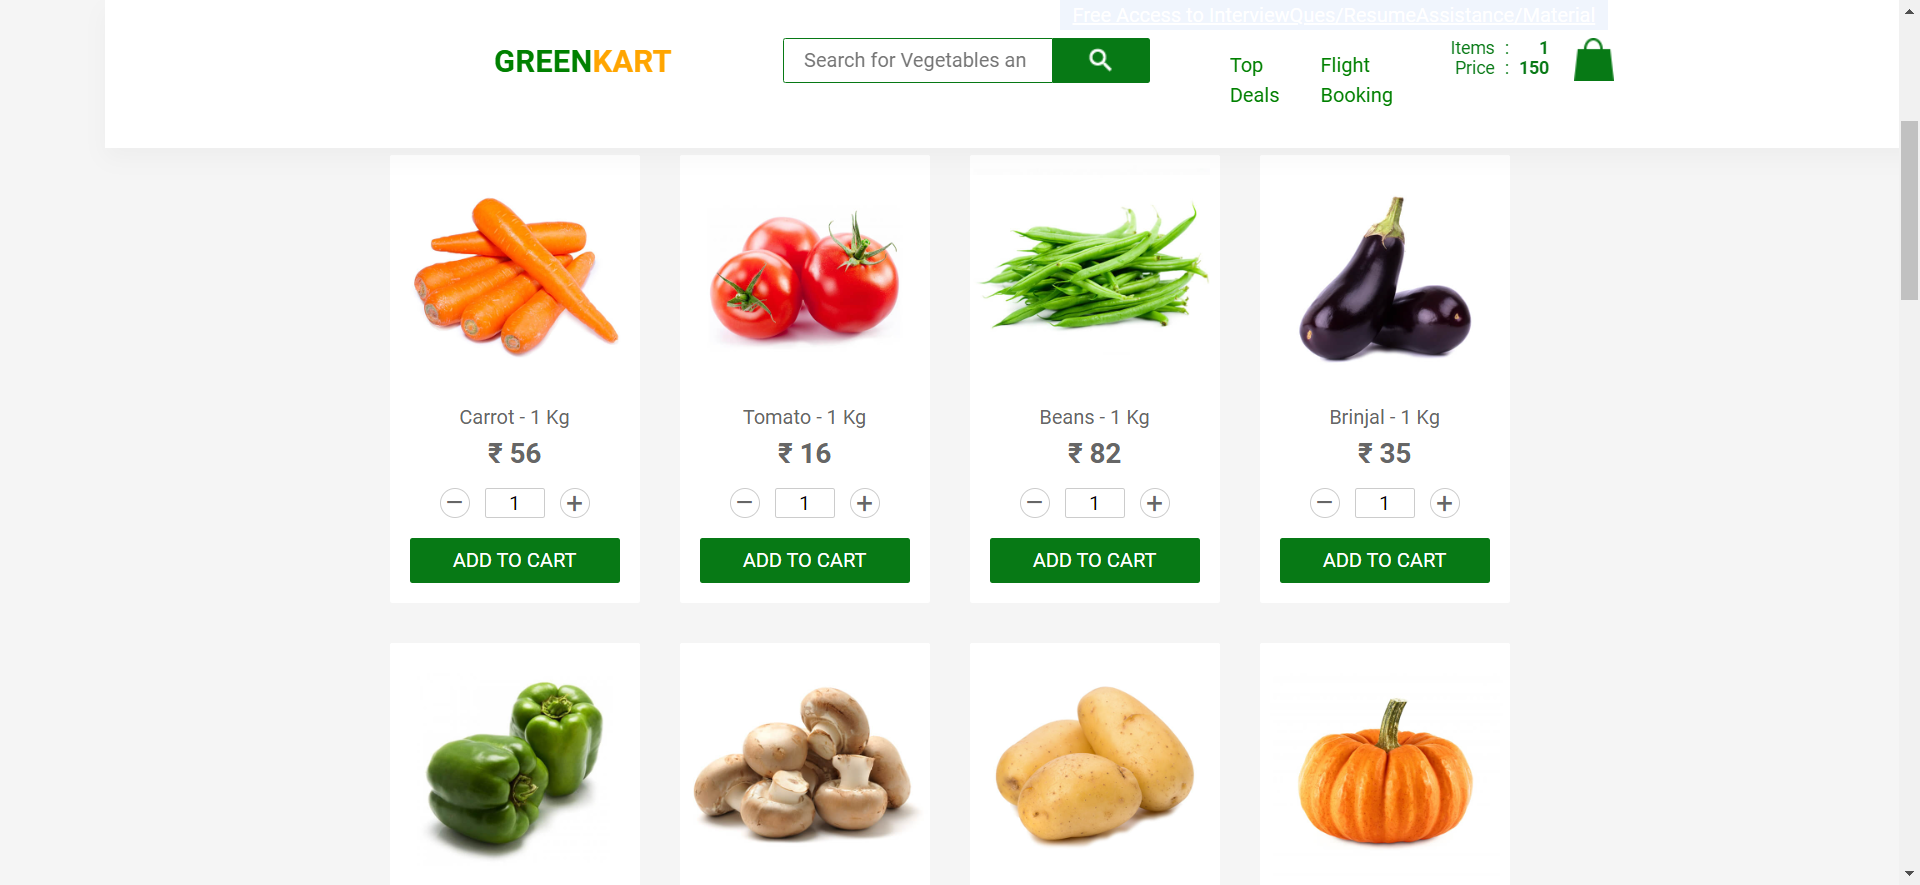 Free Access to InterviewQues/ResumeAssistance/Material
GREENKART
Search for Vegetables an
Top
Deals
Flight
Booking
Items : 1
Price : 150
Carrot - 1 Kg
₹ 56
– 1 +
ADD TO CART
Tomato - 1 Kg
₹ 16
– 1 +
ADD TO CART
Beans - 1 Kg
₹ 82
– 1 +
ADD TO CART
Brinjal - 1 Kg
₹ 35
– 1 +
ADD TO CART